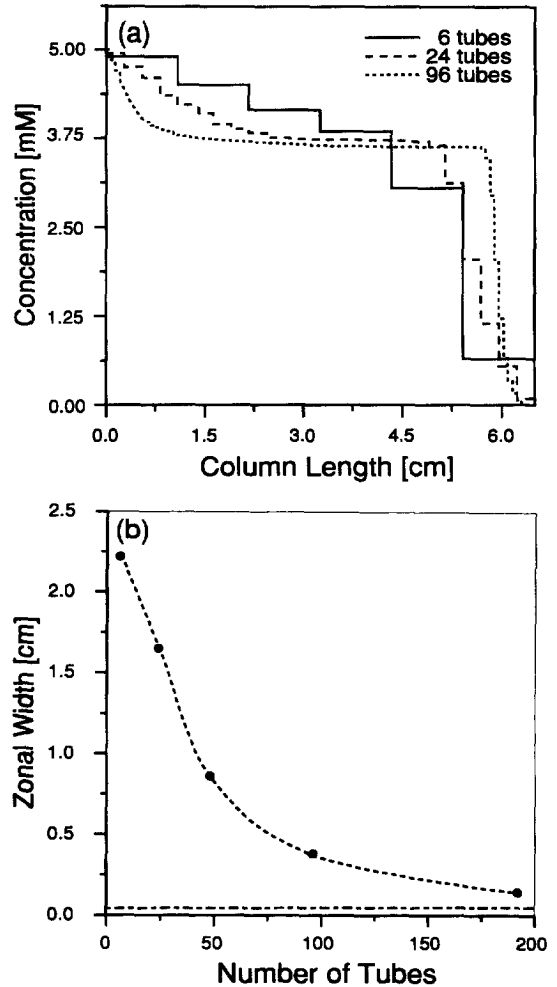 (a)
6 tubes
24 tubes
96 tubes
5.00
3.75
2.50
1.25
0.00
Concentration [mM]
0.0 1.5 3.0 4.5 6.0
Column Length [cm]
(b)
2.5
2.0
1.5
1.0
0.5
0.0
Zonal Width [cm]
0 50 100 150 200
Number of Tubes